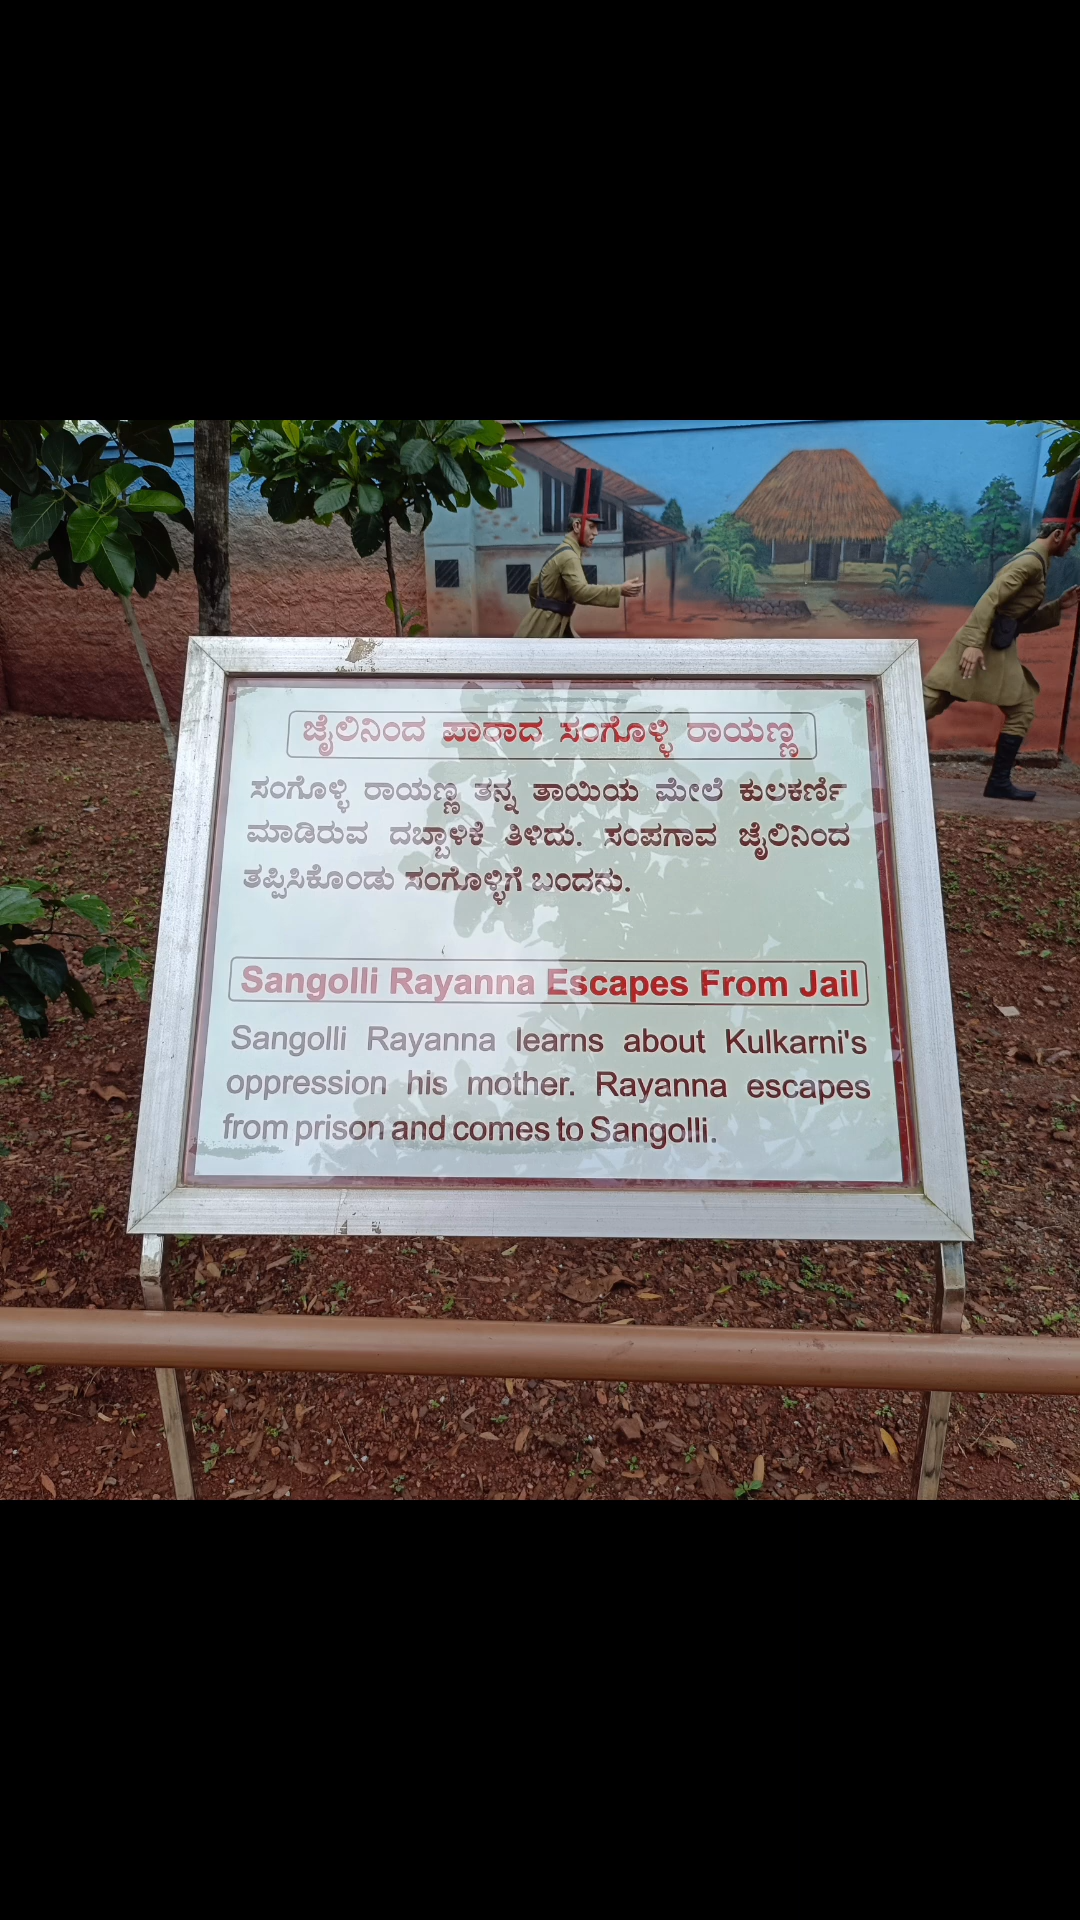 ಜೈಲಿನಿಂದ ಪಾರಾದ ಸಂಗೊಳ್ಳಿ ರಾಯಣ್ಣ
ಸಂಗೊಳ್ಳಿ ರಾಯಣ್ಣ ತನ್ನ ತಾಯಿಯ ಮೇಲೆ ಕುಲಕರ್ಣಿ
ಮಾಡಿರುವ ದಬ್ಬಾಳಿಕೆ ತಿಳಿದು. ಸಂಪಗಾವ ಜೈಲಿನಿಂದ
ತಪ್ಪಿಸಿಕೊಂಡು ಸಂಗೊಳ್ಳಿಗೆ ಬಂದನು.
Sangolli Rayanna Escapes From Jail
Sangolli Rayanna learns about Kulkarni's
oppression his mother. Rayanna escapes
from prison and comes to Sangolli.